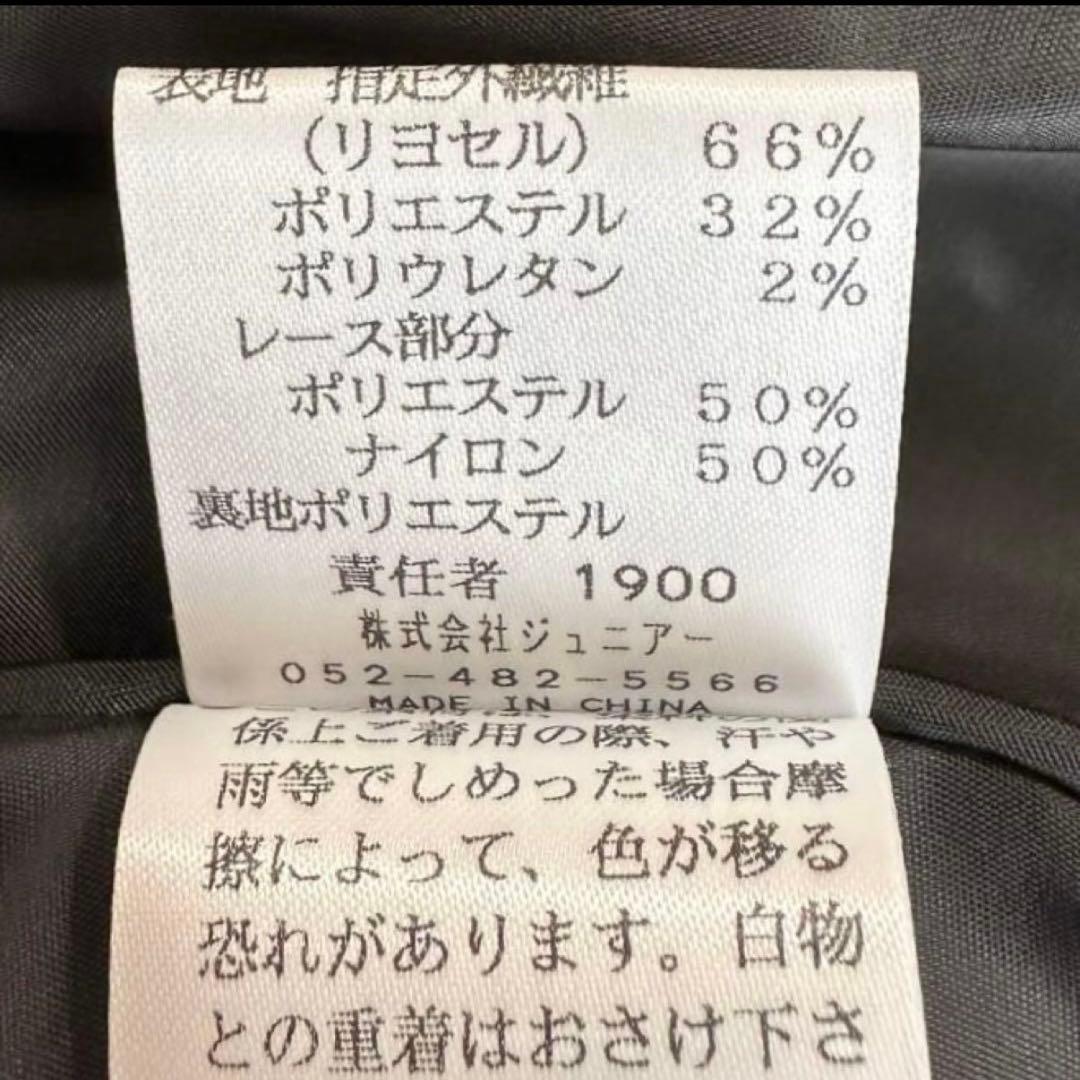 表地 指定外繊維
(リヨセル) 66%
ポリエステル 32%
ポリウレタン 2%
レース部分
ポリエステル 50%
ナイロン 50%
裏地ポリエステル
責任者 1900
株式会社ジュニアー
052-482-5566
MADE IN CHINA
係上ご着用の際、汗や
雨等でしめった場合摩
擦によって、色が移る
恐れがあります。白物
との重着はおさけ下さ